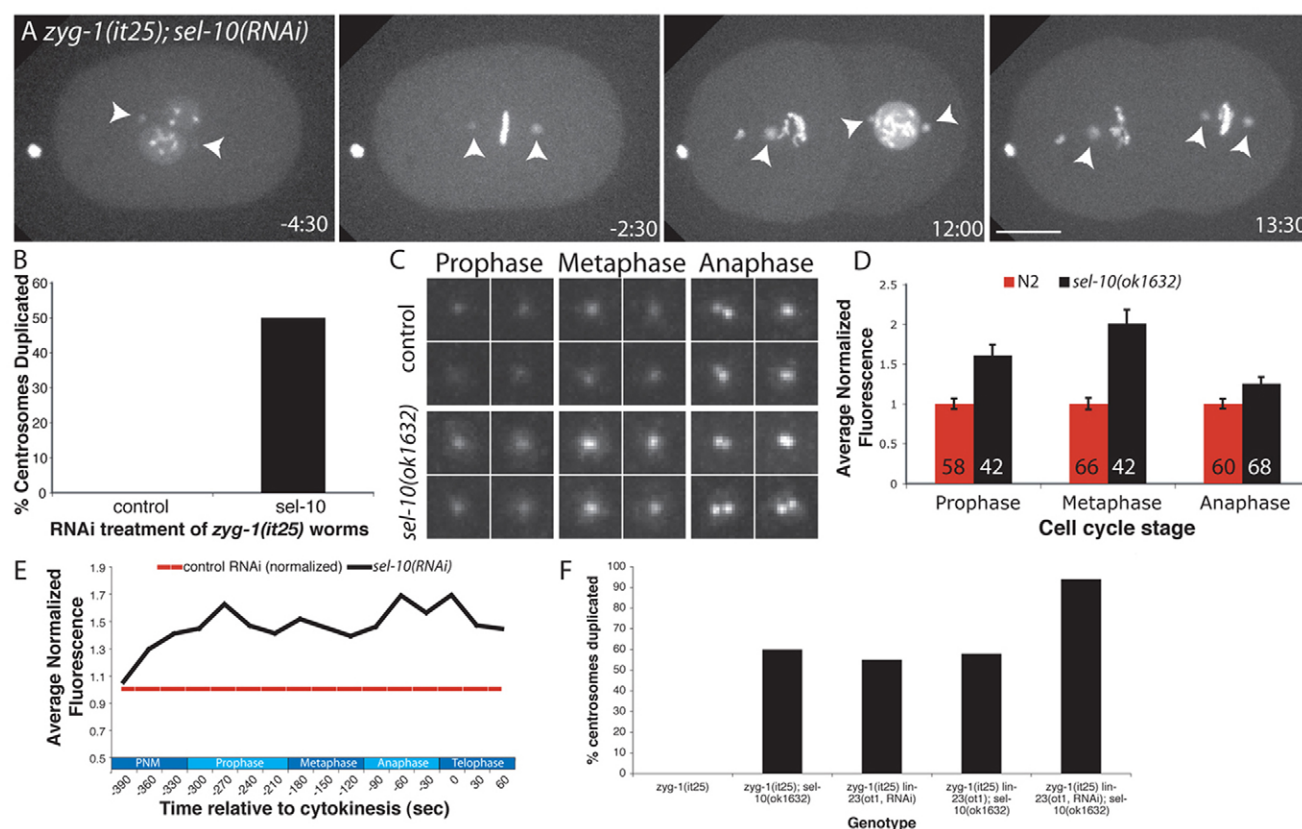 A zyg-1(it25); sel-10(RNAi)
-4:30
-2:30
12:00
13:30
B
% Centrosomes Duplicated
60
50
40
30
20
10
0
control
sel-10
RNAi treatment of zyg-1(it25) worms
C
Prophase
Metaphase
Anaphase
control
sel-10(ok1632)
D
N2
sel-10(ok1632)
Average Normalized
Fluorescence
2.5
2
1.5
1
0.5
0
58
42
66
42
60
68
Prophase
Metaphase
Anaphase
Cell cycle stage
E
control RNAi (normalized)
sel-10(RNAi)
Average Normalized
Fluorescence
1.9
1.7
1.5
1.3
1.1
0.9
0.7
0.5
PNM
Prophase
Metaphase
Anaphase
Telophase
-390
-360
-330
-300
-270
-240
-210
-180
-150
-120
-90
-60
-30
0
30
60
Time relative to cytokinesis (sec)
F
% centrosomes duplicated
100
90
80
70
60
50
40
30
20
10
0
zyg-1(it25)
zyg-1(it25); sel-
10(ok1632)
zyg-1(it25) lin-
23(ot1, RNAi)
zyg-1(it25) lin-
23(ot1); sel-
10(ok1632)
zyg-1(it25) lin-
23(ot1, RNAi); sel-
10(ok1632)
Genotype